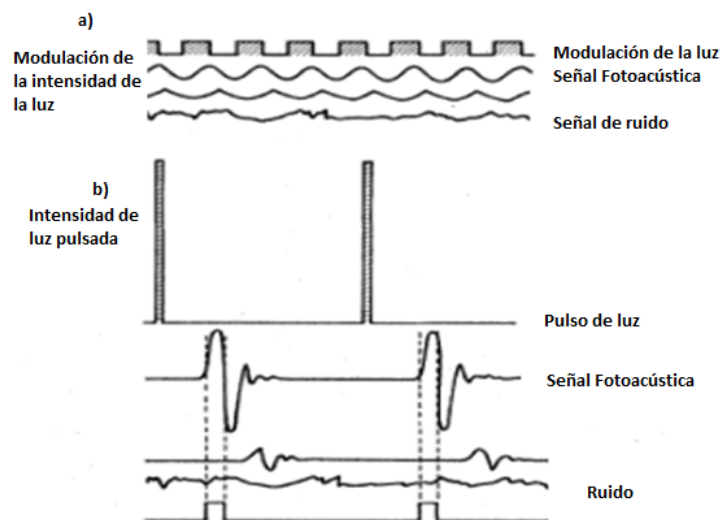 a)
Modulación de
la intensidad de
la luz
Modulación de la luz
Señal Fotoacústica
Señal de ruido
b)
Intensidad de
luz pulsada
Pulso de luz
Señal Fotoacústica
Ruido